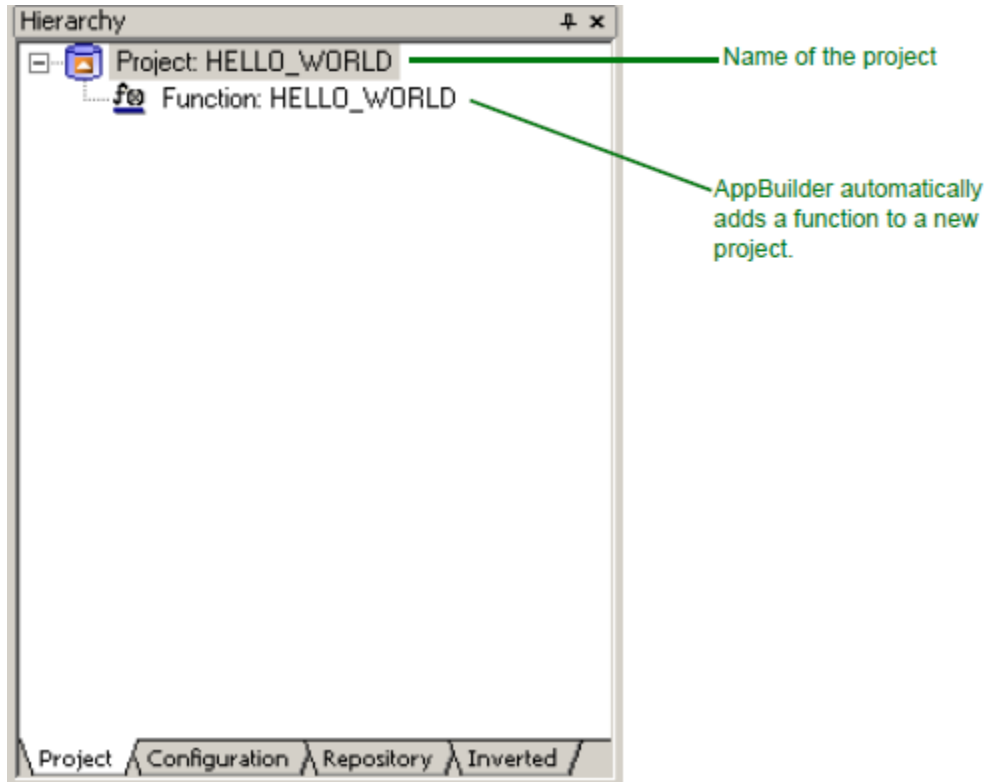 Hierarchy
Project: HELLO_WORLD
Name of the project
Function: HELLO_WORLD
AppBuilder automatically
adds a function to a new
project.
Project Configuration Repository Inverted